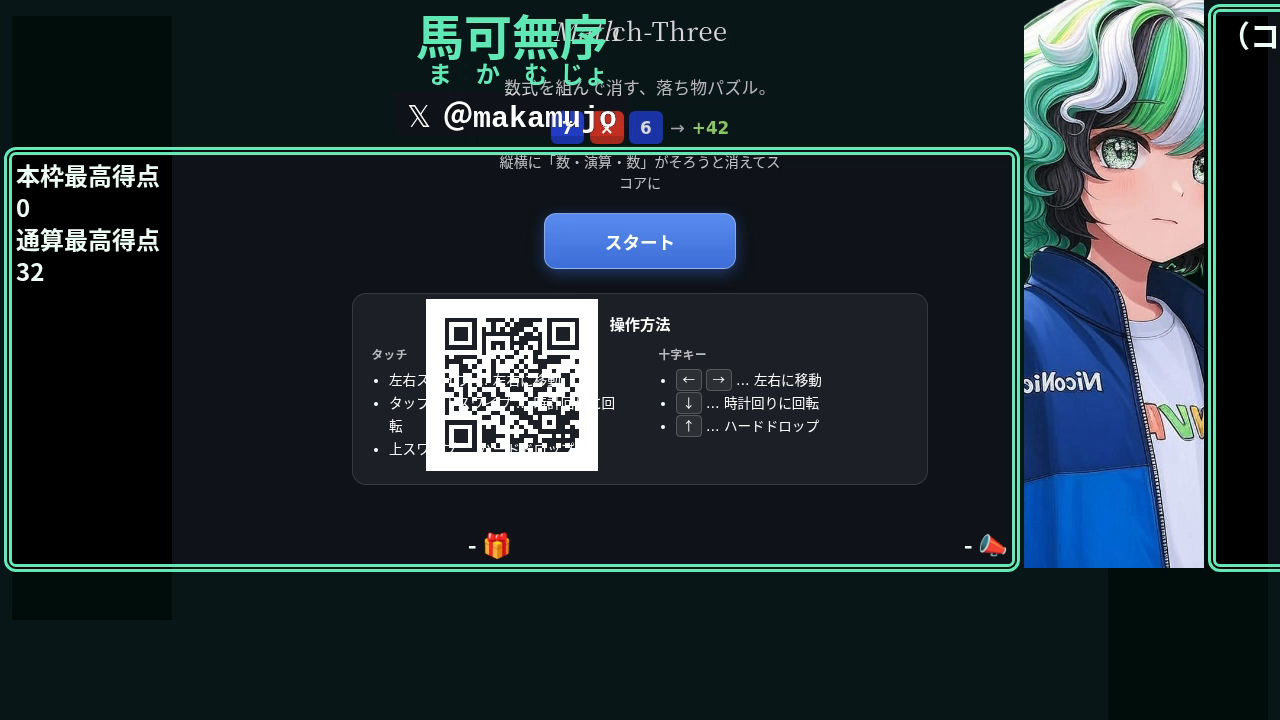 馬可無序
まかむじょ
Match-Three
数式を組んで消す、落ち物パズル。
𝕏 @makamujo
7 × 6 → +42
縦横に「数・演算・数」がそろうと消えてス
コアに
本枠最高得点
0
通算最高得点
32
スタート
操作方法
タッチ
十字キー
← → … 左右に移動
↓ … 時計回りに回転
↑ … ハードドロップ
- 🎁
- 📣
NicoNico
（コ